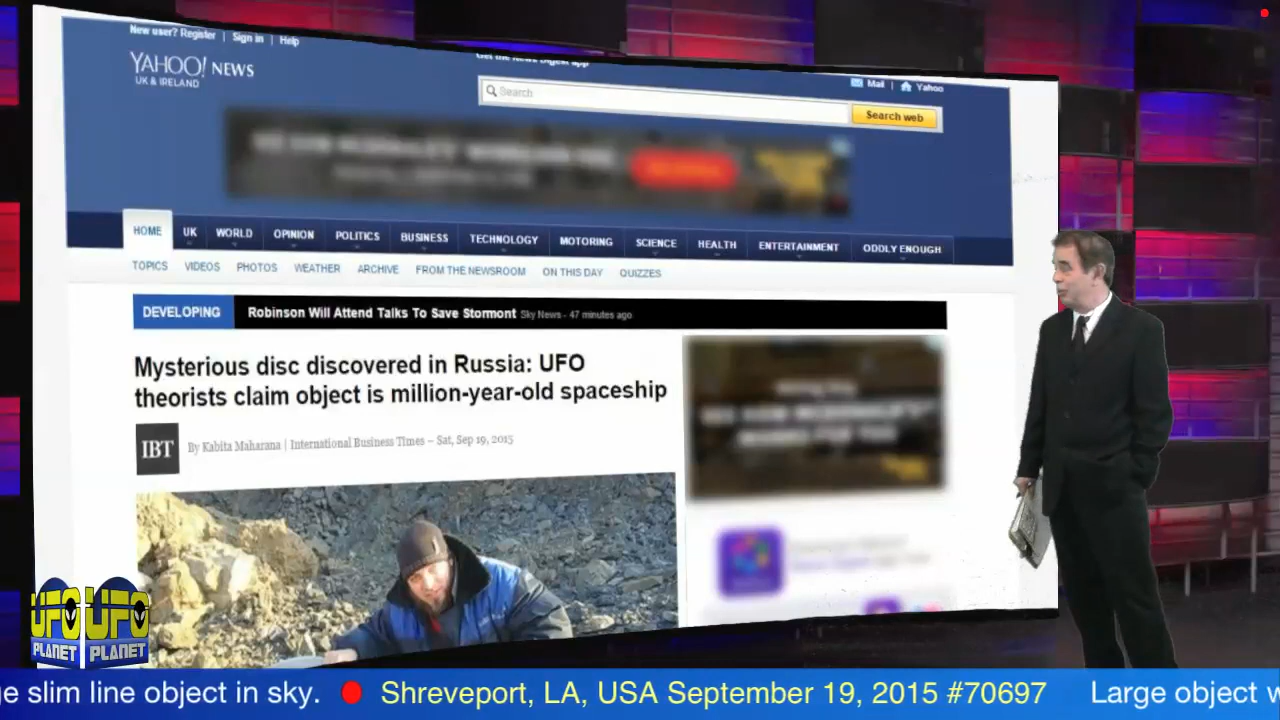 New user? Register | Sign in | Help
YAHOO! NEWS
UK & IRELAND
Get the News Digest app
Mail | Yahoo
Search
Search web
HOME UK WORLD OPINION POLITICS BUSINESS TECHNOLOGY MOTORING SCIENCE HEALTH ENTERTAINMENT ODDLY ENOUGH
TOPICS VIDEOS PHOTOS WEATHER ARCHIVE FROM THE NEWSROOM ON THIS DAY QUIZZES
DEVELOPING Robinson Will Attend Talks To Save Stormont Sky News - 47 minutes ago
Mysterious disc discovered in Russia: UFO
theorists claim object is million-year-old spaceship
IBT By Kabita Maharana | International Business Times – Sat, Sep 19, 2015
UFO UFO
PLANET PLANET
slim line object in sky. Shreveport, LA, USA September 19, 2015 #70697 Large object